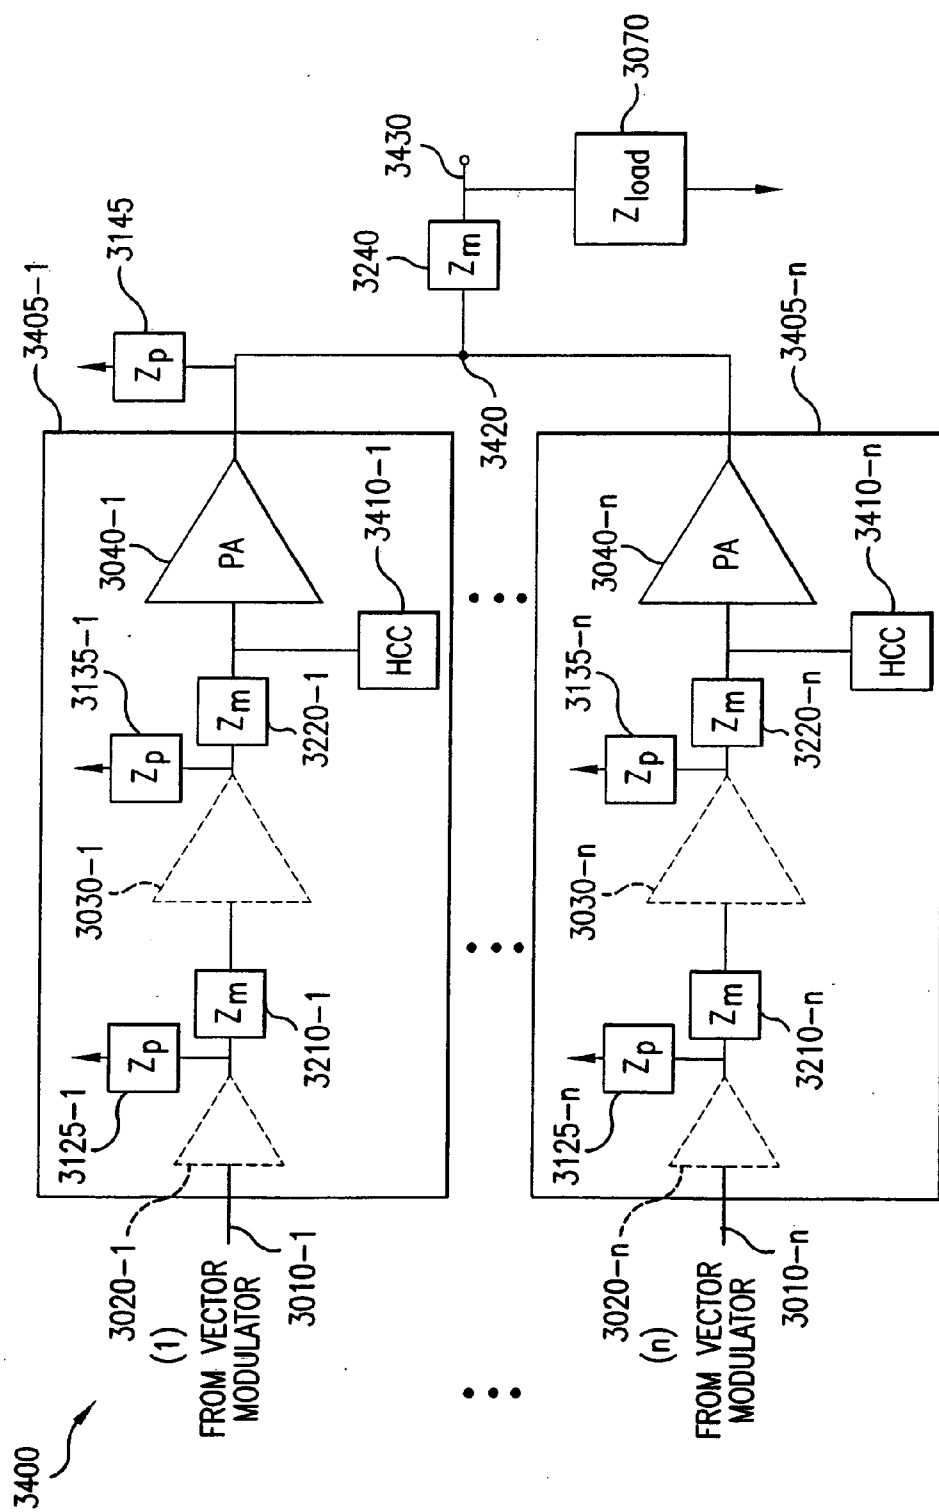 3400
(1)
FROM VECTOR
MODULATOR
3010-1
3020-1
3125-1
Zp
Zm
3210-1
3030-1
3135-1
Zp
Zm
3220-1
3040-1
PA
HCC
3410-1
3405-1
3145
Zp
3420
3240
Zm
3430
Zload
3070
(n)
FROM VECTOR
MODULATOR
3010-n
3020-n
3125-n
Zp
Zm
3210-n
3030-n
3135-n
Zp
Zm
3220-n
3040-n
PA
HCC
3410-n
3405-n